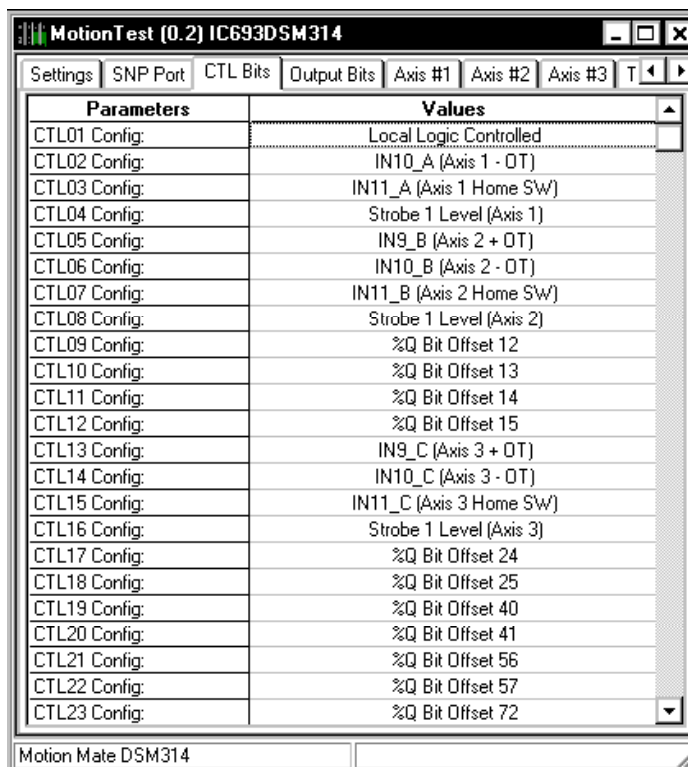 MotionTest (0.2) IC693DSM314
Settings SNP Port CTL Bits Output Bits Axis #1 Axis #2 Axis #3 T
Parameters Values
CTL01 Config: Local Logic Controlled
CTL02 Config: IN10_A (Axis 1 - OT)
CTL03 Config: IN11_A (Axis 1 Home SW)
CTL04 Config: Strobe 1 Level (Axis 1)
CTL05 Config: IN9_B (Axis 2 + OT)
CTL06 Config: IN10_B (Axis 2 - OT)
CTL07 Config: IN11_B (Axis 2 Home SW)
CTL08 Config: Strobe 1 Level (Axis 2)
CTL09 Config: %Q Bit Offset 12
CTL10 Config: %Q Bit Offset 13
CTL11 Config: %Q Bit Offset 14
CTL12 Config: %Q Bit Offset 15
CTL13 Config: IN9_C (Axis 3 + OT)
CTL14 Config: IN10_C (Axis 3 - OT)
CTL15 Config: IN11_C (Axis 3 Home SW)
CTL16 Config: Strobe 1 Level (Axis 3)
CTL17 Config: %Q Bit Offset 24
CTL18 Config: %Q Bit Offset 25
CTL19 Config: %Q Bit Offset 40
CTL20 Config: %Q Bit Offset 41
CTL21 Config: %Q Bit Offset 56
CTL22 Config: %Q Bit Offset 57
CTL23 Config: %Q Bit Offset 72
Motion Mate DSM314